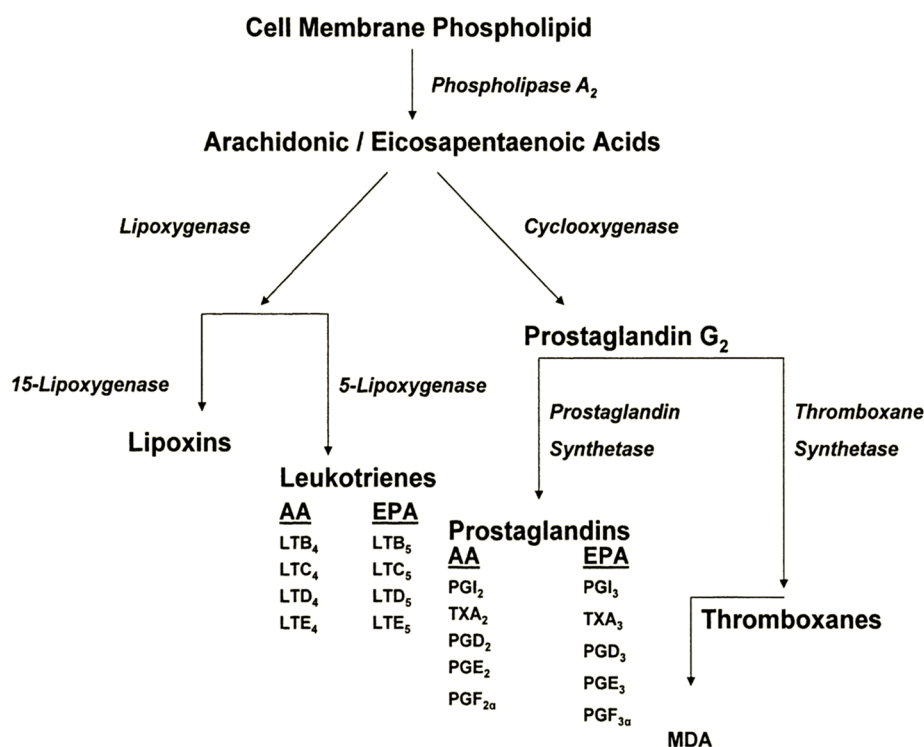 Cell Membrane Phospholipid
Phospholipase A₂
Arachidonic / Eicosapentaenoic Acids
Lipoxygenase
Cyclooxygenase
Prostaglandin G₂
15-Lipoxygenase
5-Lipoxygenase
Prostaglandin
Synthetase
Thromboxane
Synthetase
Lipoxins
Leukotrienes
AA EPA
LTB₄ LTB₅
LTC₄ LTC₅
LTD₄ LTD₅
LTE₄ LTE₅
Prostaglandins
AA EPA
PGI₂ PGI₃
TXA₂ TXA₃
PGD₂ PGD₃
PGE₂ PGE₃
PGF₂α PGF₃α
Thromboxanes
MDA